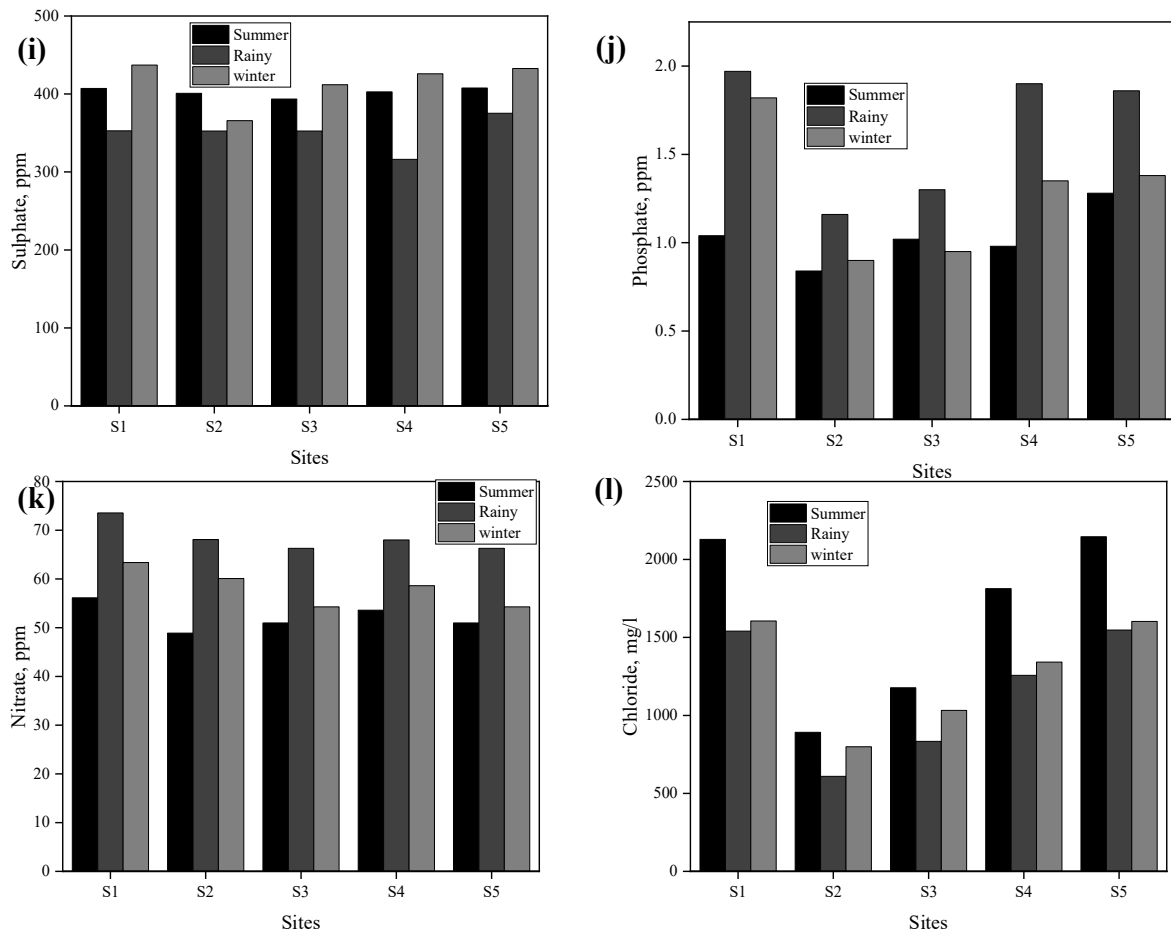 (i)
Summer
Rainy
winter
Sulphate, ppm
500
400
300
200
100
0
S1 S2 S3 S4 S5
Sites
(j)
Summer
Rainy
winter
Phosphate, ppm
2.0
1.5
1.0
0.5
0.0
S1 S2 S3 S4 S5
Sites
(k)
Summer
Rainy
winter
Nitrate, ppm
80
70
60
50
40
30
20
10
0
S1 S2 S3 S4 S5
Sites
(l)
Summer
Rainy
winter
Chloride, mg/l
2500
2000
1500
1000
500
0
S1 S2 S3 S4 S5
Sites